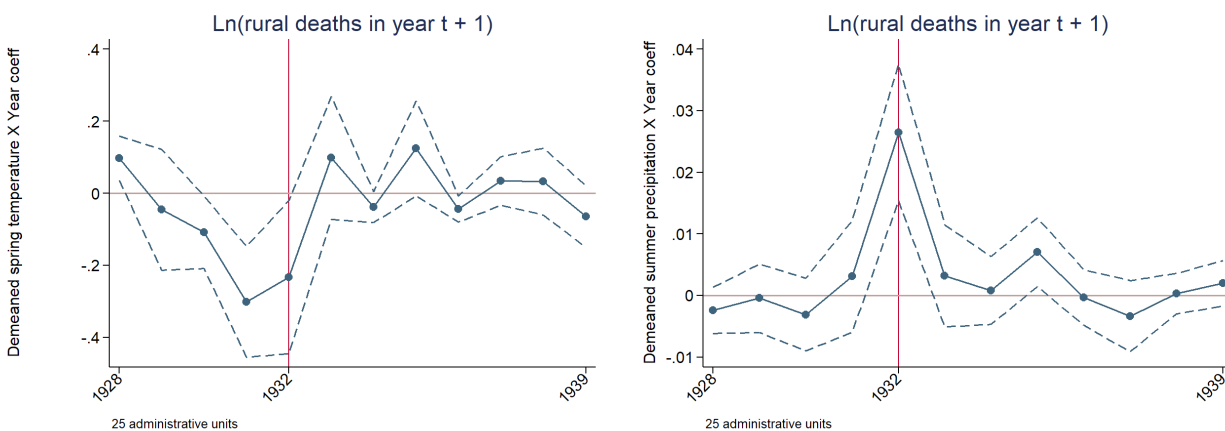 Ln(rural deaths in year t + 1)
Demeaned spring temperature X Year coeff
.4
.2
0
-.2
-.4
1928
1932
1939
25 administrative units
Ln(rural deaths in year t + 1)
Demeaned summer precipitation X Year coeff
.04
.03
.02
.01
0
-.01
1928
1932
1939
25 administrative units